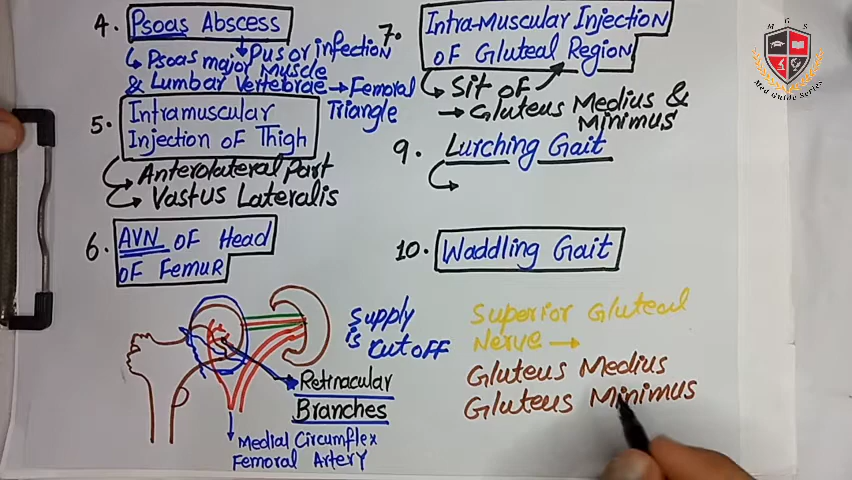 4. Psoas Abscess
Pus or infection
Psoas major Muscle
& Lumbar Vertebrae → Femoral
Triangle
5. Intramuscular
Injection of Thigh
Anterolateral Part
Vastus Lateralis
6. AVN of Head
of Femur
Supply
is
cut off
Retinacular
Branches
Medial Circumflex
Femoral Artery
7. Intra-Muscular Injection
of Gluteal Region
Sit of
→ Gluteus Medius &
Minimus
9. Lurching Gait
10. Waddling Gait
Superior Gluteal
Nerve →
Gluteus Medius
Gluteus Minimus
M G S
Med Guide Series